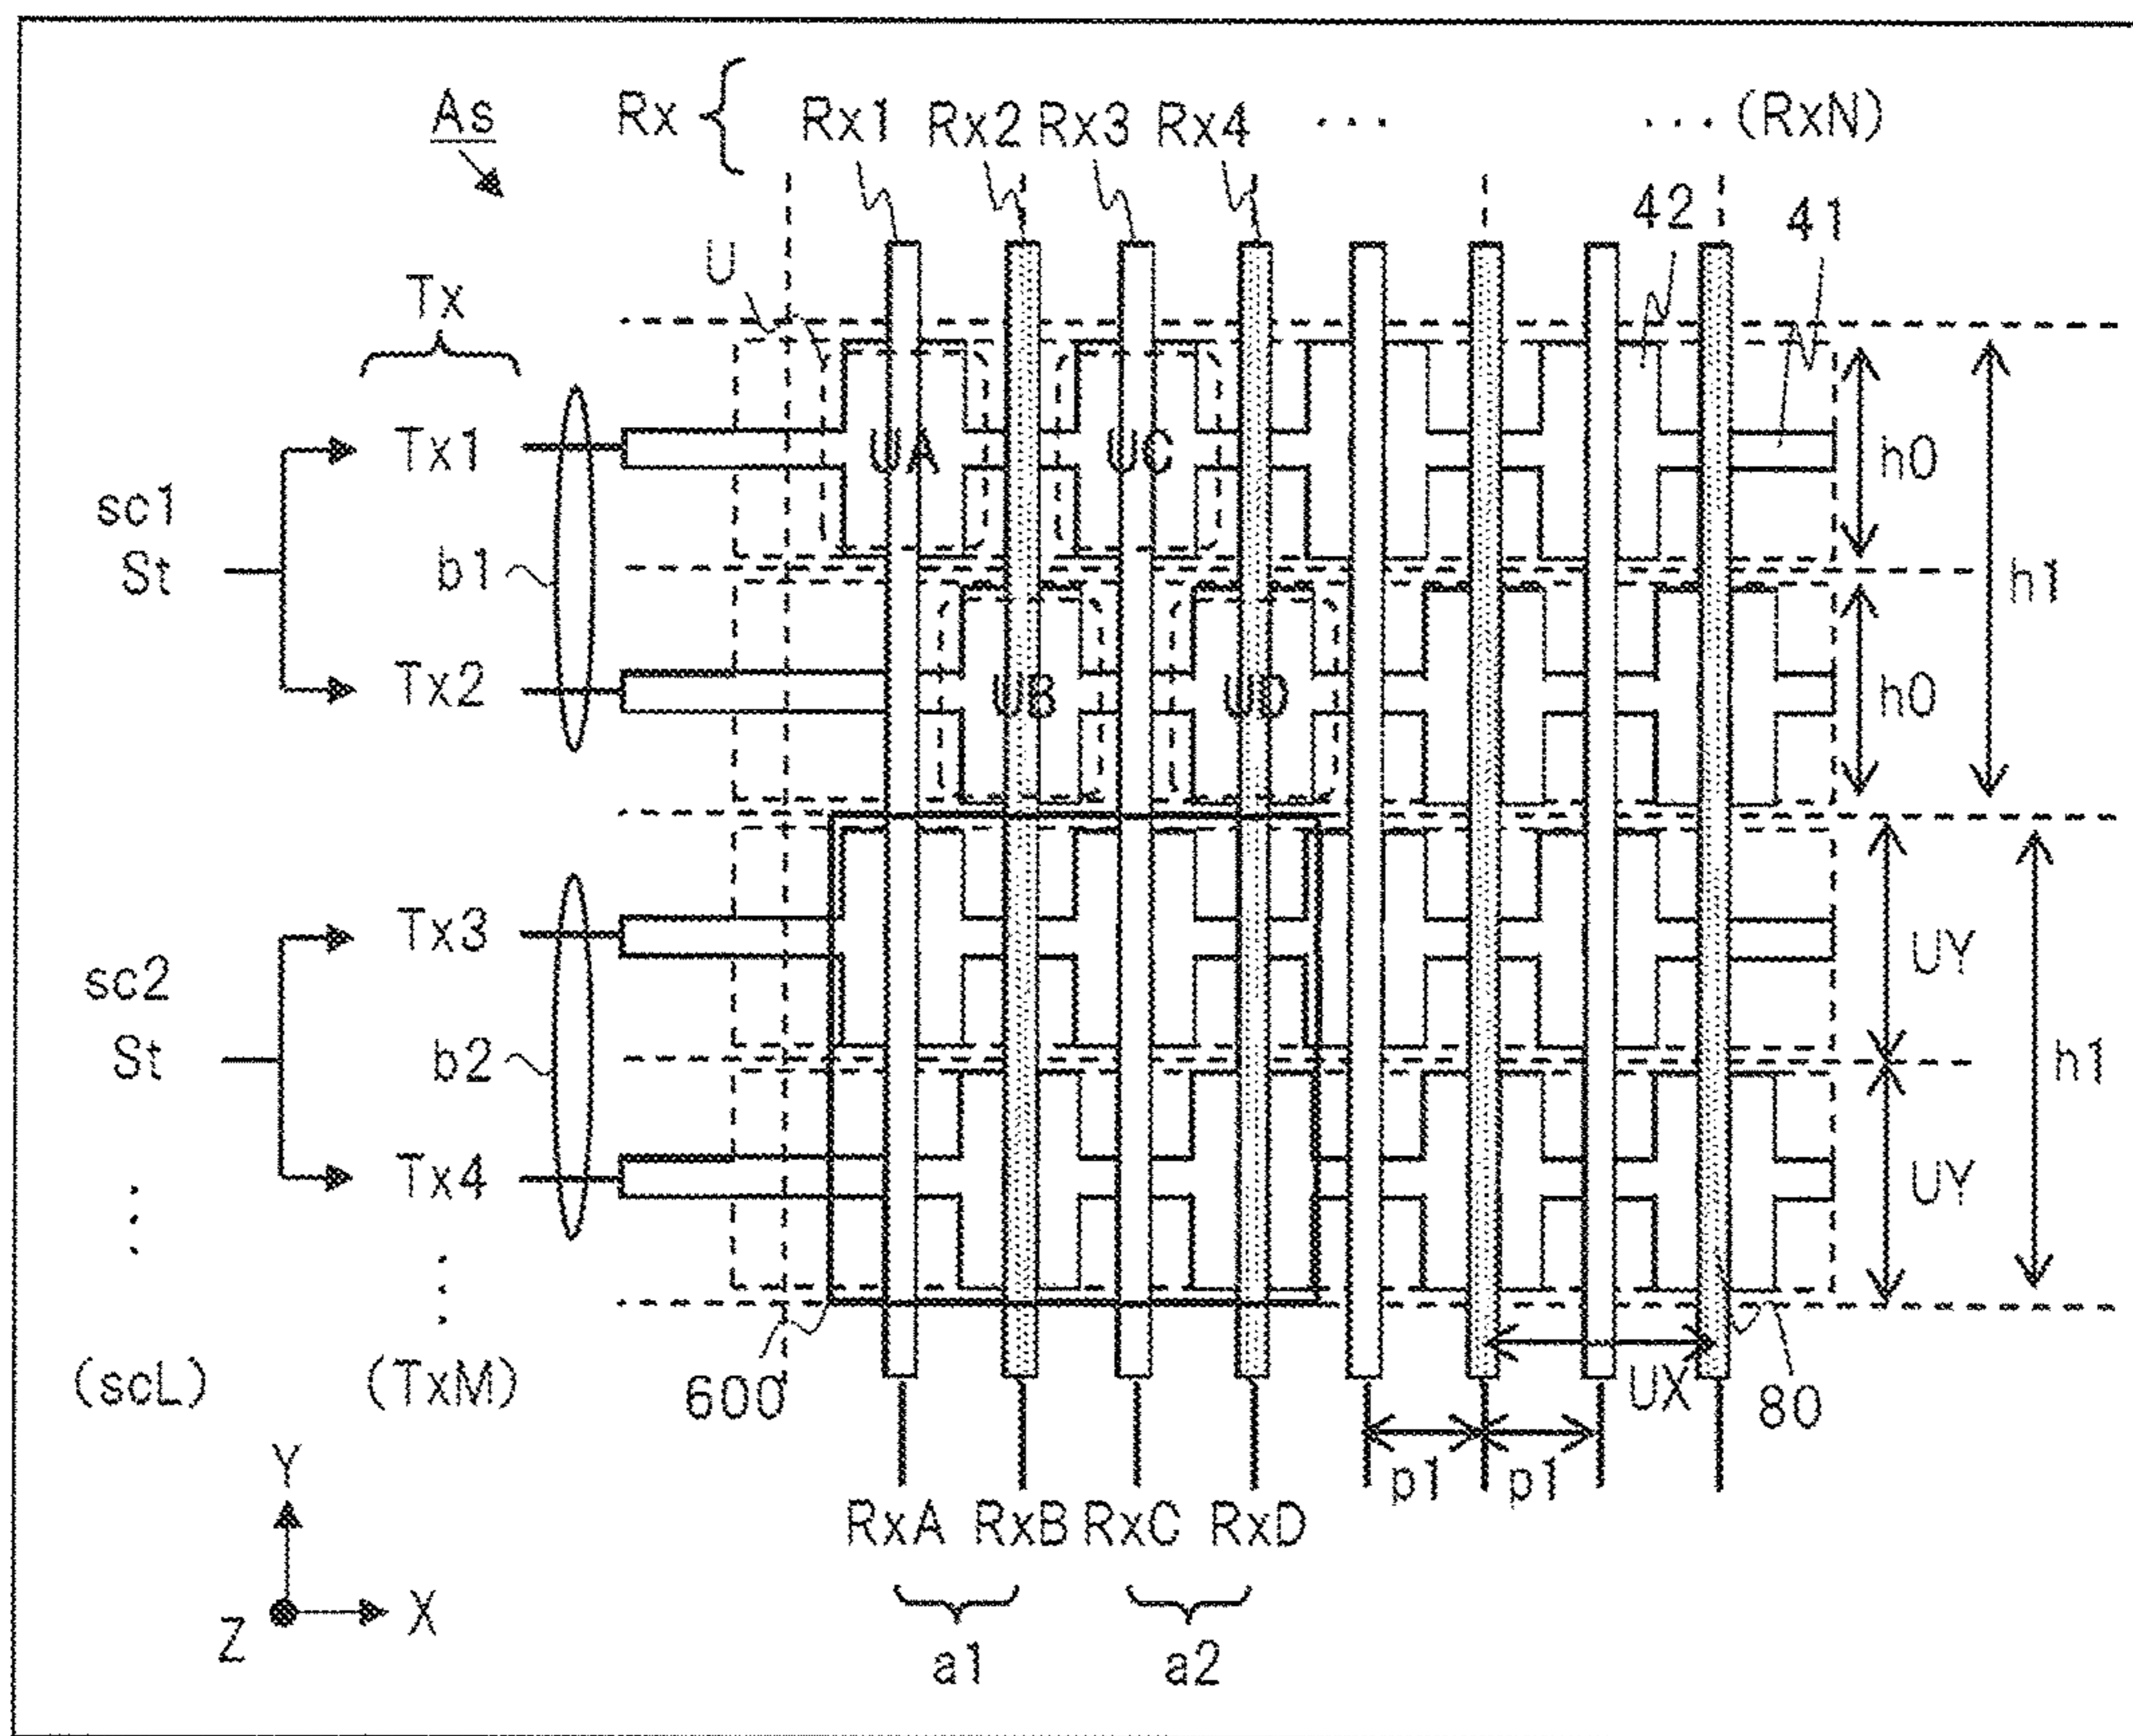 As Rx { Rx1 Rx2 Rx3 Rx4 ... ... (RxN)
42 41
U
Tx
Tx1 UA UC h0
sc1
St b1 h1
Tx2 UB UD h0
Tx3 UY
sc2
St b2 h1
Tx4 UY
(scL) (TxM) 600 UX 80
p1 p1
Y
RxA RxB RxC RxD
Z X
a1 a2